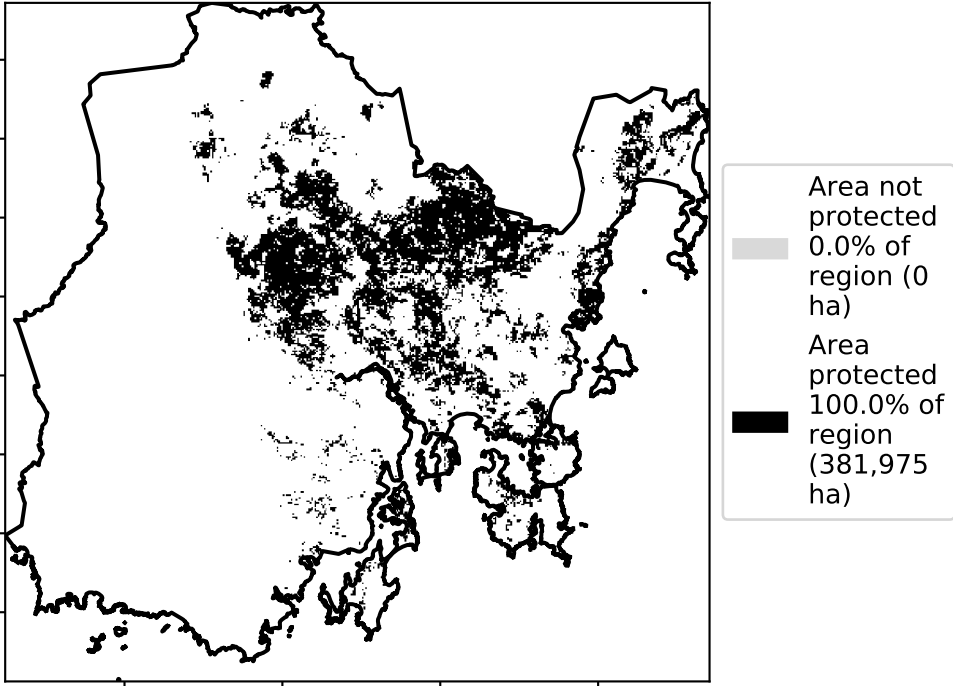 Area not
protected
0.0% of
region (0
ha)
Area
protected
100.0% of
region
(381,975
ha)